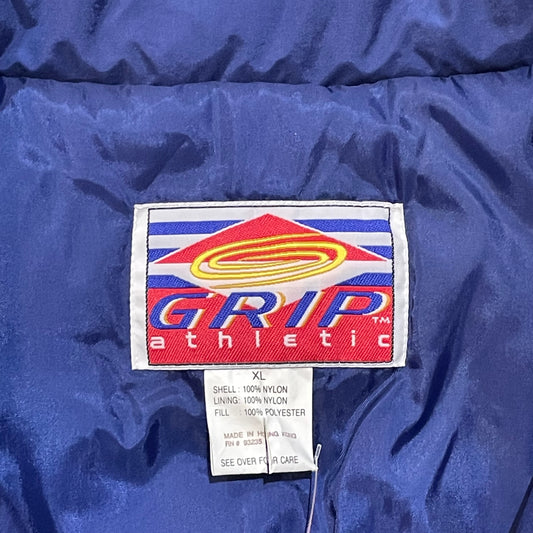 GRIP™
athletic
XL
SHELL : 100% NYLON
LINING: 100% NYLON
FILL : 100% POLYESTER
MADE IN HONG KONG
RN # 93235
SEE OVER FOR CARE